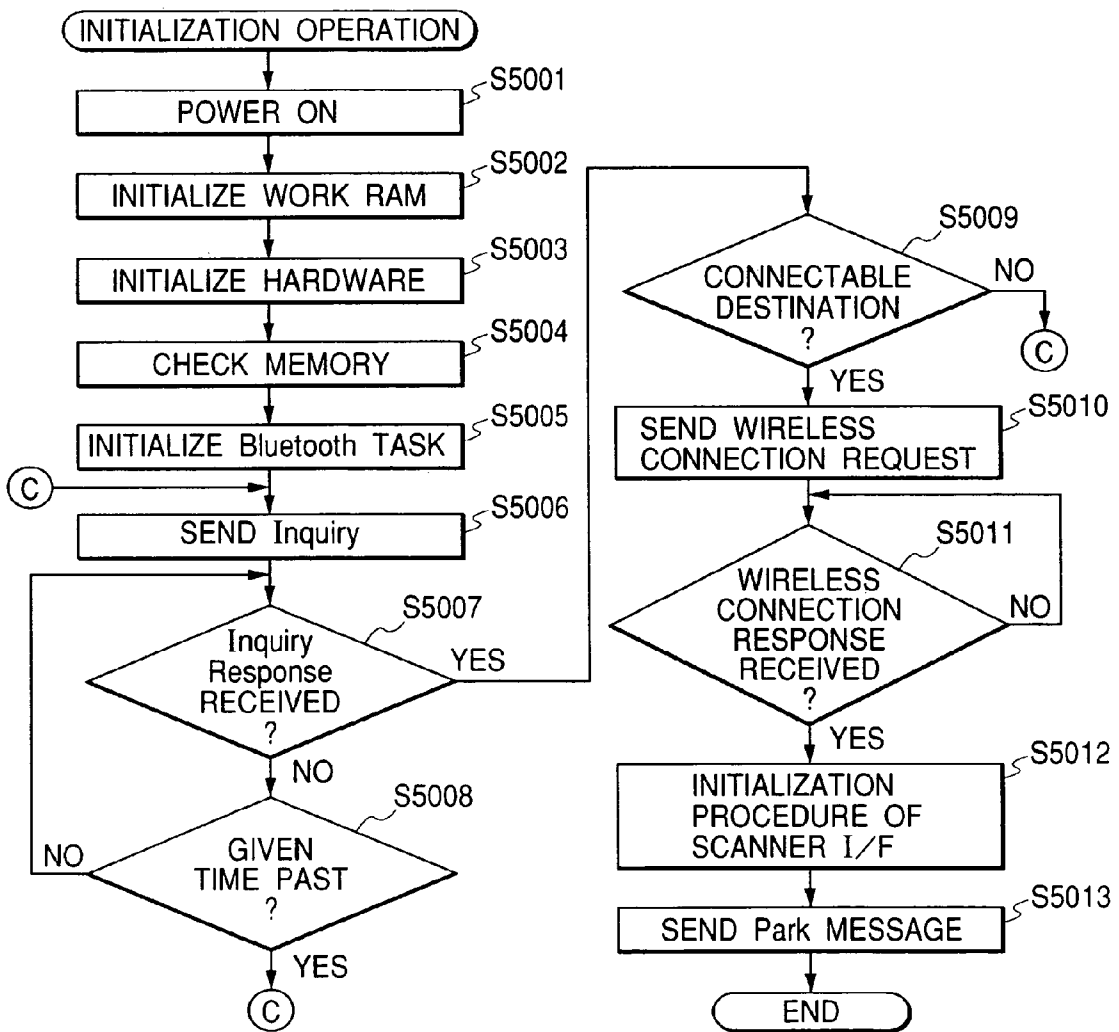 INITIALIZATION OPERATION
S5001
POWER ON
S5002
INITIALIZE WORK RAM
S5003
INITIALIZE HARDWARE
S5004
CHECK MEMORY
S5005
INITIALIZE Bluetooth TASK
C
S5006
SEND Inquiry
S5007
Inquiry
Response
RECEIVED
?
YES
NO
S5008
GIVEN
TIME PAST
?
NO
YES
C
S5009
CONNECTABLE
DESTINATION
?
NO
C
YES
S5010
SEND WIRELESS
CONNECTION REQUEST
S5011
WIRELESS
CONNECTION
RESPONSE
RECEIVED
?
NO
YES
S5012
INITIALIZATION
PROCEDURE OF
SCANNER I/F
S5013
SEND Park MESSAGE
END